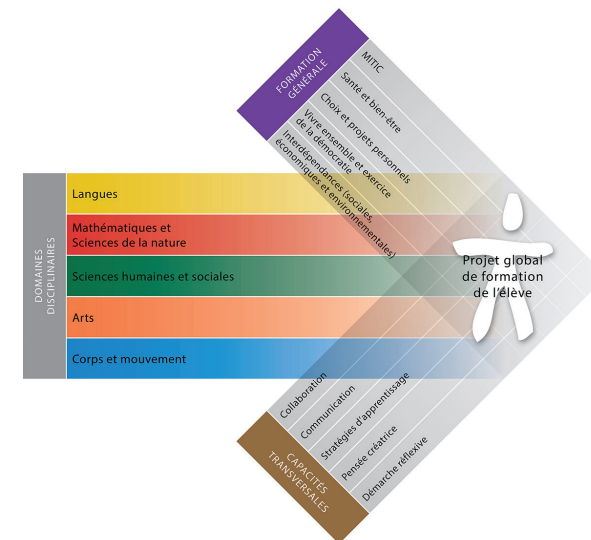 FORMATION
GÉNÉRALE
MITIC
Santé et bien-être
Choix et projets personnels
Vivre ensemble et exercice
de la démocratie
Interdépendances (sociales,
économiques et environnementales)
DOMAINES
DISCIPLINAIRES
Langues
Mathématiques et
Sciences de la nature
Sciences humaines et sociales
Arts
Corps et mouvement
Projet global
de formation
de l'élève
Collaboration
Communication
Stratégies d'apprentissage
Pensée créatrice
Démarche réflexive
CAPACITÉS
TRANSVERSALES